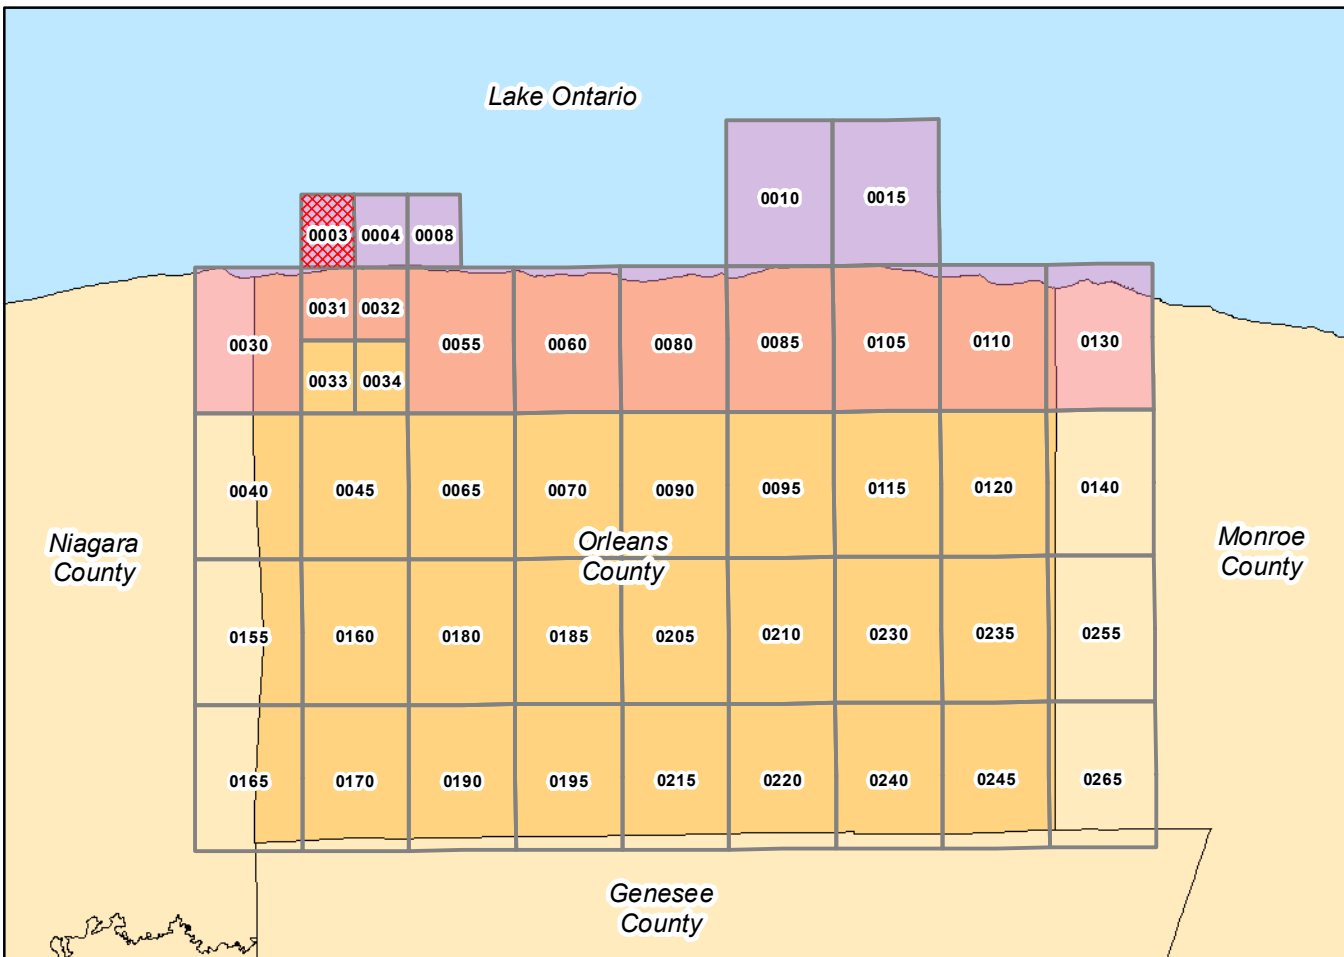 Lake Ontario
0010 0015
0003 0004 0008
0031 0032
0030 0055 0060 0080 0085 0105 0110 0130
0033 0034
0040 0045 0065 0070 0090 0095 0115 0120 0140
Niagara
County
Orleans
County
Monroe
County
0155 0160 0180 0185 0205 0210 0230 0235 0255
0165 0170 0190 0195 0215 0220 0240 0245 0265
Genesee
County